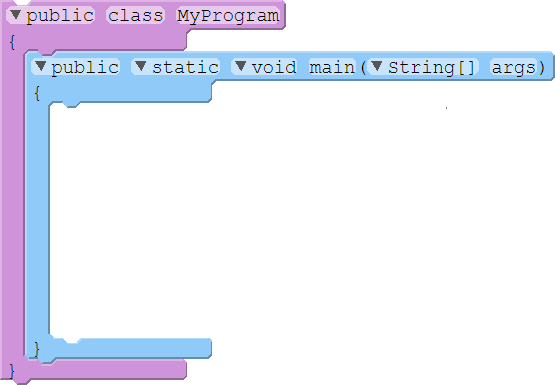 public class MyProgram
{
public static void main(String[] args)
{
}
}